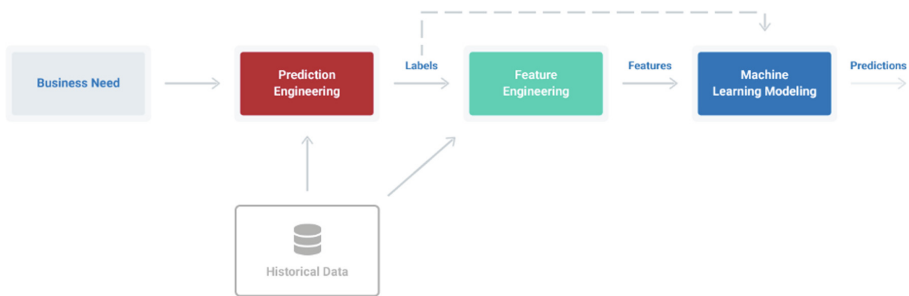 Business Need
Prediction
Engineering
Labels
Feature
Engineering
Features
Machine
Learning Modeling
Predictions
Historical Data